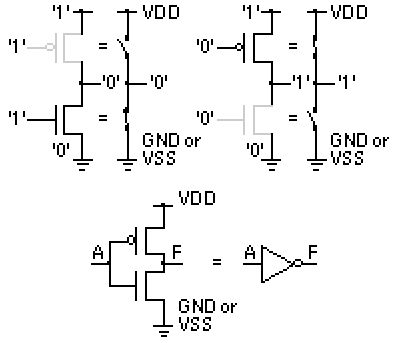 '1' VDD
'1' =
'0' '0'
'1' =
GND or
'0' VSS
'1' VDD
'0' =
'1' '1'
'0' =
GND or
'0' VSS
VDD
A F = A F
GND or
VSS